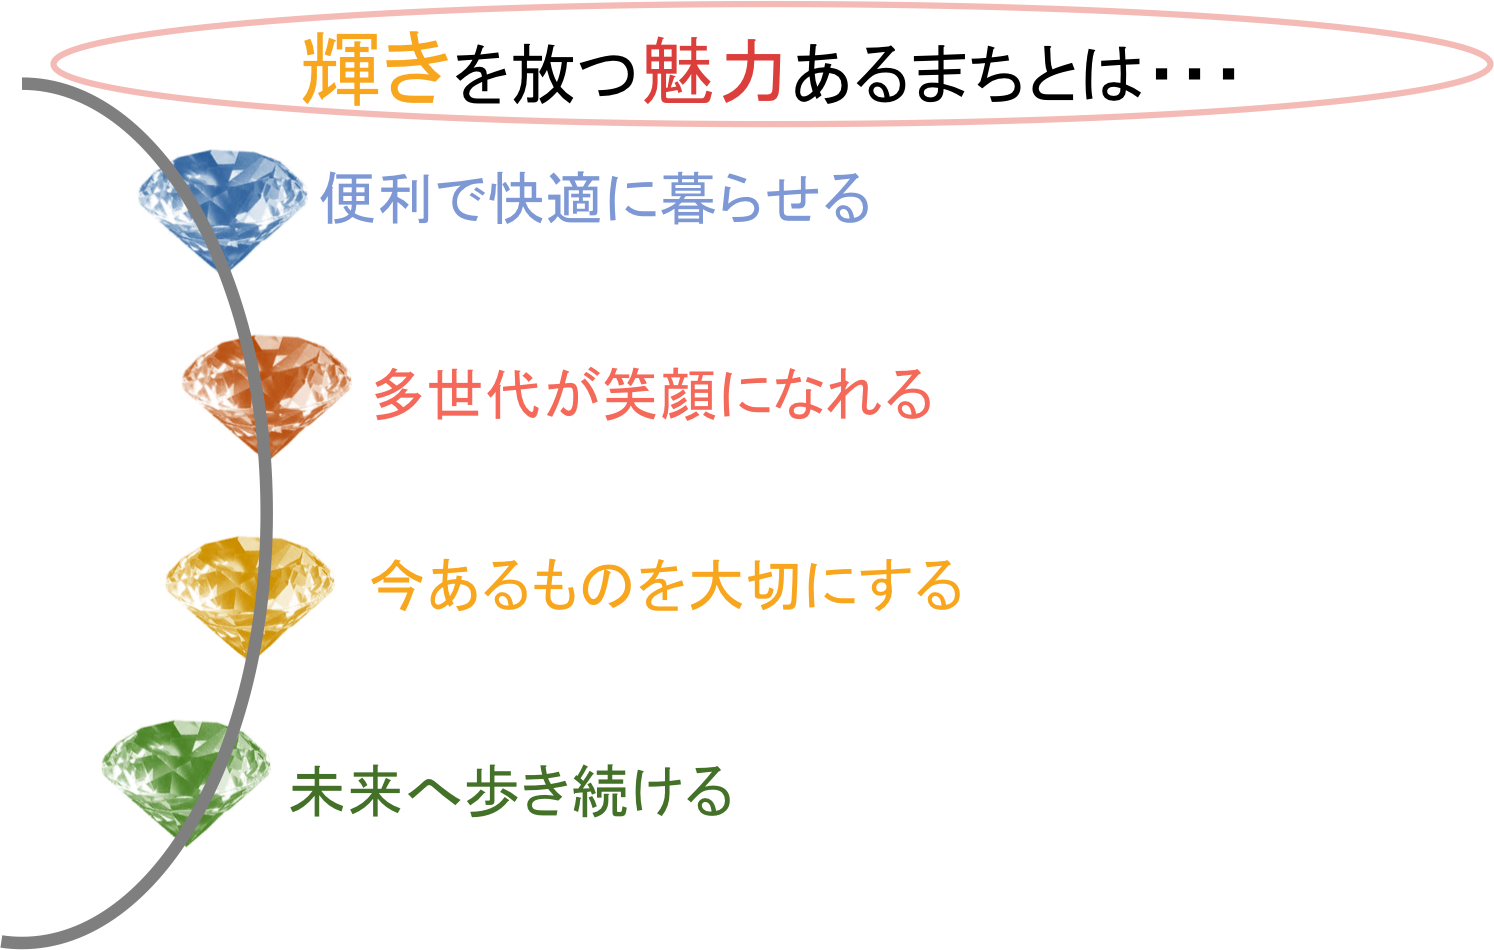 輝きを放つ魅力あるまちとは・・・
便利で快適に暮らせる
多世代が笑顔になれる
今あるものを大切にする
未来へ歩き続ける